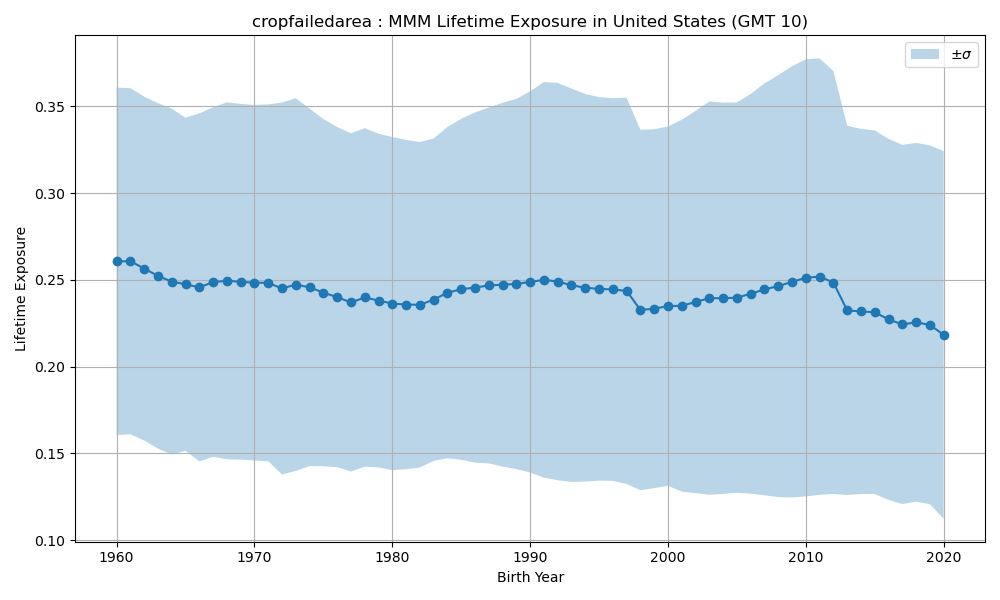 cropfailedarea : MMM Lifetime Exposure in United States (GMT 10)
±σ
Lifetime Exposure
0.35
0.30
0.25
0.20
0.15
0.10
1960 1970 1980 1990 2000 2010 2020
Birth Year